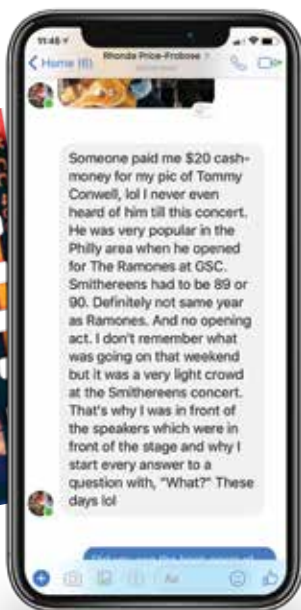 11:45
Home (6) Rhonda Price-Frobose
Someone paid me $20 cash-
money for my pic of Tommy
Conwell, lol I never even
heard of him till this concert.
He was very popular in the
Philly area when he opened
for The Ramones at GSC.
Smithereens had to be 89 or
90. Definitely not same year
as Ramones. And no opening
act. I don't remember what
was going on that weekend
but it was a very light crowd
at the Smithereens concert.
That's why I was in front of
the speakers which were in
front of the stage and why I
start every answer to a
question with, "What?" These
days lol
Aa